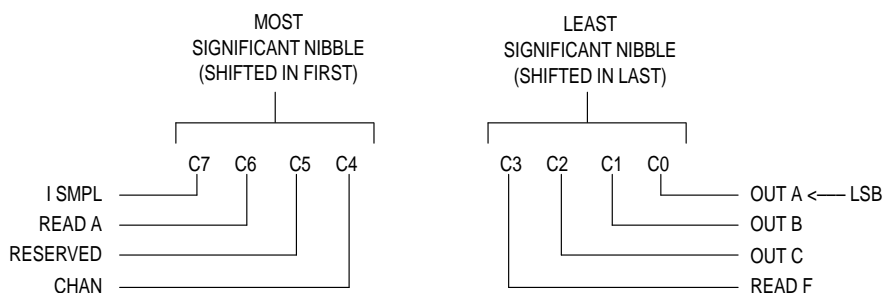 MOST
SIGNIFICANT NIBBLE
(SHIFTED IN FIRST)
LEAST
SIGNIFICANT NIBBLE
(SHIFTED IN LAST)
C7 C6 C5 C4
C3 C2 C1 C0
I SMPL
READ A
RESERVED
CHAN
OUT A <–– LSB
OUT B
OUT C
READ F